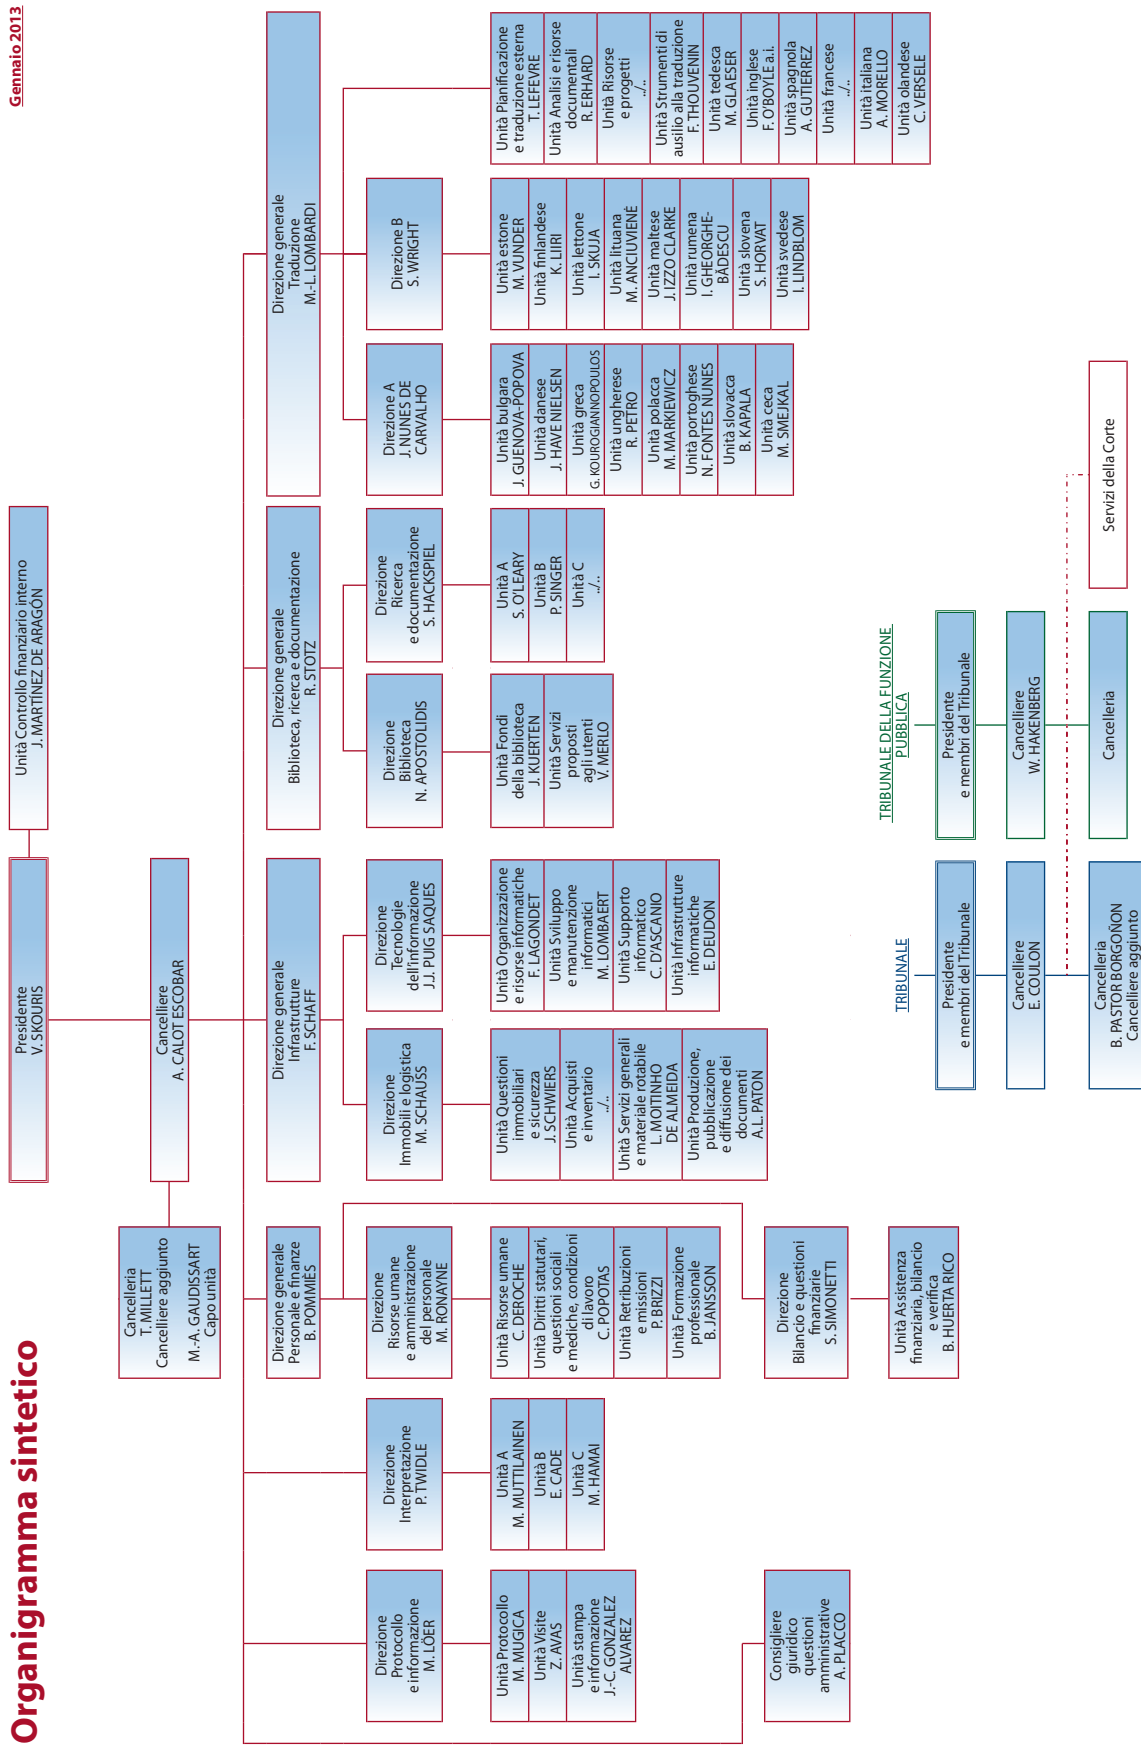 Organigramma sintetico
Gennaio 2013
Presidente
V. SKOURIS
Unità Controllo finanziario interno
J. MARTÍNEZ DE ARAGÓN
Cancelleria
T. MILLETT
Cancelliere aggiunto
M.-A. GAUDISSART
Capo unità
Cancelliere
A. CALOT ESCOBAR
Direzione generale
Personale e finanze
B. POMMIÈS
Direzione generale
Infrastrutture
F. SCHAFF
Direzione generale
Biblioteca, ricerca e documentazione
R. STOTZ
Direzione generale
Traduzione
M.-L. LOMBARDI
Direzione
Protocollo
e informazione
M. LÖER
Direzione
Interpretazione
P. TWIDLE
Direzione
Risorse umane
e amministrazione
del personale
M. RONAYNE
Direzione
Immobili e logistica
M. SCHAUSS
Direzione
Tecnologie
dell'informazione
J.J. PUIG SAQUES
Direzione
Biblioteca
N. APOSTOLIDIS
Direzione
Ricerca
e documentazione
S. HACKSPIEL
Direzione A
J. NUNES DE
CARVALHO
Direzione B
S. WRIGHT
Unità Protocollo
M. MUGICA
Unità Visite
Z. AVAS
Unità stampa
e informazione
J.-C. GONZALEZ
ALVAREZ
Unità A
M. MUTTILAINEN
Unità B
E. CADE
Unità C
M. HAMAI
Unità Risorse umane
C. DEROCHE
Unità Diritti statutari,
questioni sociali
e mediche, condizioni
di lavoro
C. POPOTAS
Unità Retribuzioni
e missioni
P. BRIZZI
Unità Formazione
professionale
B. JANSSON
Unità Questioni
immobiliari
e sicurezza
J. SCHWIERS
Unità Acquisti
e inventario
../..
Unità Servizi generali
e materiale rotabile
L. MOITINHO
DE ALMEIDA
Unità Produzione,
pubblicazione
e diffusione dei
documenti
A.L. PATON
Unità Organizzazione
e risorse informatiche
F. LAGONDET
Unità Sviluppo
e manutenzione
informatici
M. LOMBAERT
Unità Supporto
informatico
C. D'ASCANIO
Unità Infrastrutture
informatiche
E. DEUDON
Unità Fondi
della biblioteca
J. KUERTEN
Unità Servizi
proposti
agli utenti
V. MERLO
Unità A
S. O'LEARY
Unità B
P. SINGER
Unità C
../..
Unità bulgara
J. GUENOVA-POPOVA
Unità danese
J. HAVE NIELSEN
Unità greca
G. KOUROGIANNOPOULOS
Unità ungherese
R. PETRO
Unità polacca
M. MARKIEWICZ
Unità portoghese
N. FONTES NUNES
Unità slovacca
B. KAPALA
Unità ceca
M. SMEJKAL
Unità estone
M. VUNDER
Unità finlandese
K. LIIRI
Unità lettone
I. SKUJA
Unità lituana
M. ANCIUVIENĖ
Unità maltese
J. IZZO CLARKE
Unità rumena
I. GHEORGHE-
BĂDESCU
Unità slovena
S. HORVAT
Unità svedese
I. LINDBLOM
Unità Pianificazione
e traduzione esterna
T. LEFEVRE
Unità Analisi e risorse
documentali
R. ERHARD
Unità Risorse
e progetti
../..
Unità Strumenti di
ausilio alla traduzione
F. THOUVENIN
Unità tedesca
M. GLAESER
Unità inglese
F. O'BOYLE a.i.
Unità spagnola
A. GUTIERREZ
Unità francese
../..
Unità italiana
A. MORELLO
Unità olandese
C. VERSELE
Consigliere
giuridico
questioni
amministrative
A. PLACCO
Direzione
Bilancio e questioni
finanziarie
S. SIMONETTI
Unità Assistenza
finanziaria, bilancio
e verifica
B. HUERTA RICO
TRIBUNALE
Presidente
e membri del Tribunale
Cancelliere
E. COULON
Cancelleria
B. PASTOR BORGOÑON
Cancelliere aggiunto
TRIBUNALE DELLA FUNZIONE
PUBBLICA
Presidente
e membri del Tribunale
Cancelliere
W. HAKENBERG
Cancelleria
Servizi della Corte